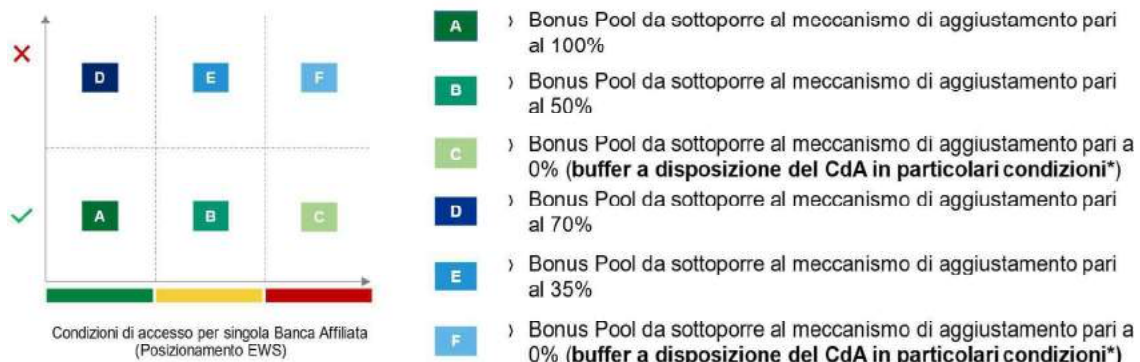 D
E
F
A
B
C
Condizioni di accesso per singola Banca Affiliata
(Posizionamento EWS)
A
› Bonus Pool da sottoporre al meccanismo di aggiustamento pari
al 100%
B
› Bonus Pool da sottoporre al meccanismo di aggiustamento pari
al 50%
C
› Bonus Pool da sottoporre al meccanismo di aggiustamento pari a
0% (buffer a disposizione del CdA in particolari condizioni*)
D
› Bonus Pool da sottoporre al meccanismo di aggiustamento pari
al 70%
E
› Bonus Pool da sottoporre al meccanismo di aggiustamento pari
al 35%
F
› Bonus Pool da sottoporre al meccanismo di aggiustamento pari a
0% (buffer a disposizione del CdA in particolari condizioni*)